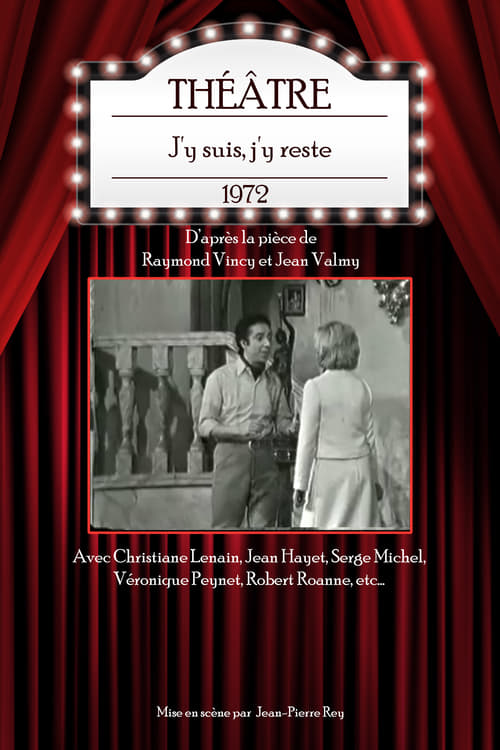 THÉÂTRE
J'y suis, j'y reste
1972
D'après la pièce de
Raymond Vincy et Jean Valmy
Avec Christiane Lenain, Jean Hayet, Serge Michel,
Véronique Peynet, Robert Roanne, etc...
Mise en scène par Jean-Pierre Rey